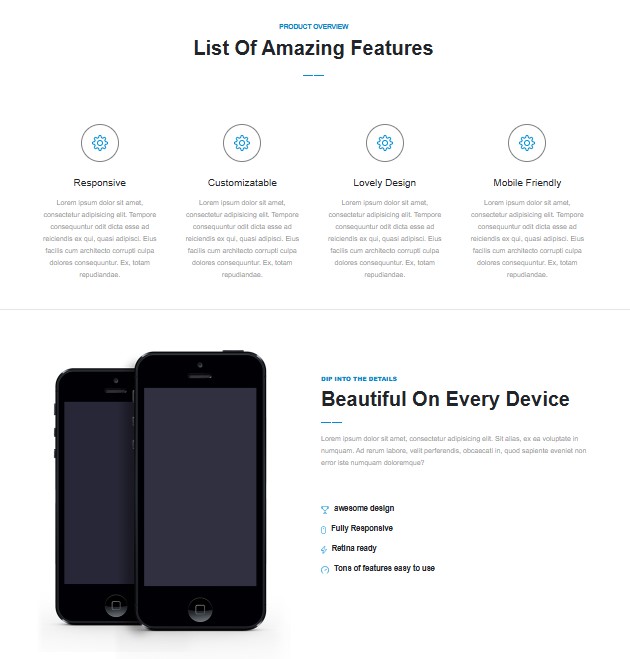 PRODUCT OVERVIEW
List Of Amazing Features
Responsive
Lorem ipsum dolor sit amet,
consectetur adipisicing elit. Tempore
consequuntur odit dicta esse ad
reiciendis ex qui, quasi adipisci. Eius
facilis cum architecto corrupti culpa
dolores consequuntur. Ex, totam
repudiandae.
Customizatable
Lorem ipsum dolor sit amet,
consectetur adipisicing elit. Tempore
consequuntur odit dicta esse ad
reiciendis ex qui, quasi adipisci. Eius
facilis cum architecto corrupti culpa
dolores consequuntur. Ex, totam
repudiandae.
Lovely Design
Lorem ipsum dolor sit amet,
consectetur adipisicing elit. Tempore
consequuntur odit dicta esse ad
reiciendis ex qui, quasi adipisci. Eius
facilis cum architecto corrupti culpa
dolores consequuntur. Ex, totam
repudiandae.
Mobile Friendly
Lorem ipsum dolor sit amet,
consectetur adipisicing elit. Tempore
consequuntur odit dicta esse ad
reiciendis ex qui, quasi adipisci. Eius
facilis cum architecto corrupti culpa
dolores consequuntur. Ex, totam
repudiandae.
DIP INTO THE DETAILS
Beautiful On Every Device
Lorem ipsum dolor sit amet, consectetur adipisicing elit. Sit alias, ex ea voluptate in
numquam. Ad rerum labore, velit perferendis, obcaecati in, quod sapiente eveniet non
error iste numquam doloremque?
awesome design
Fully Responsive
Retina ready
Tons of features easy to use